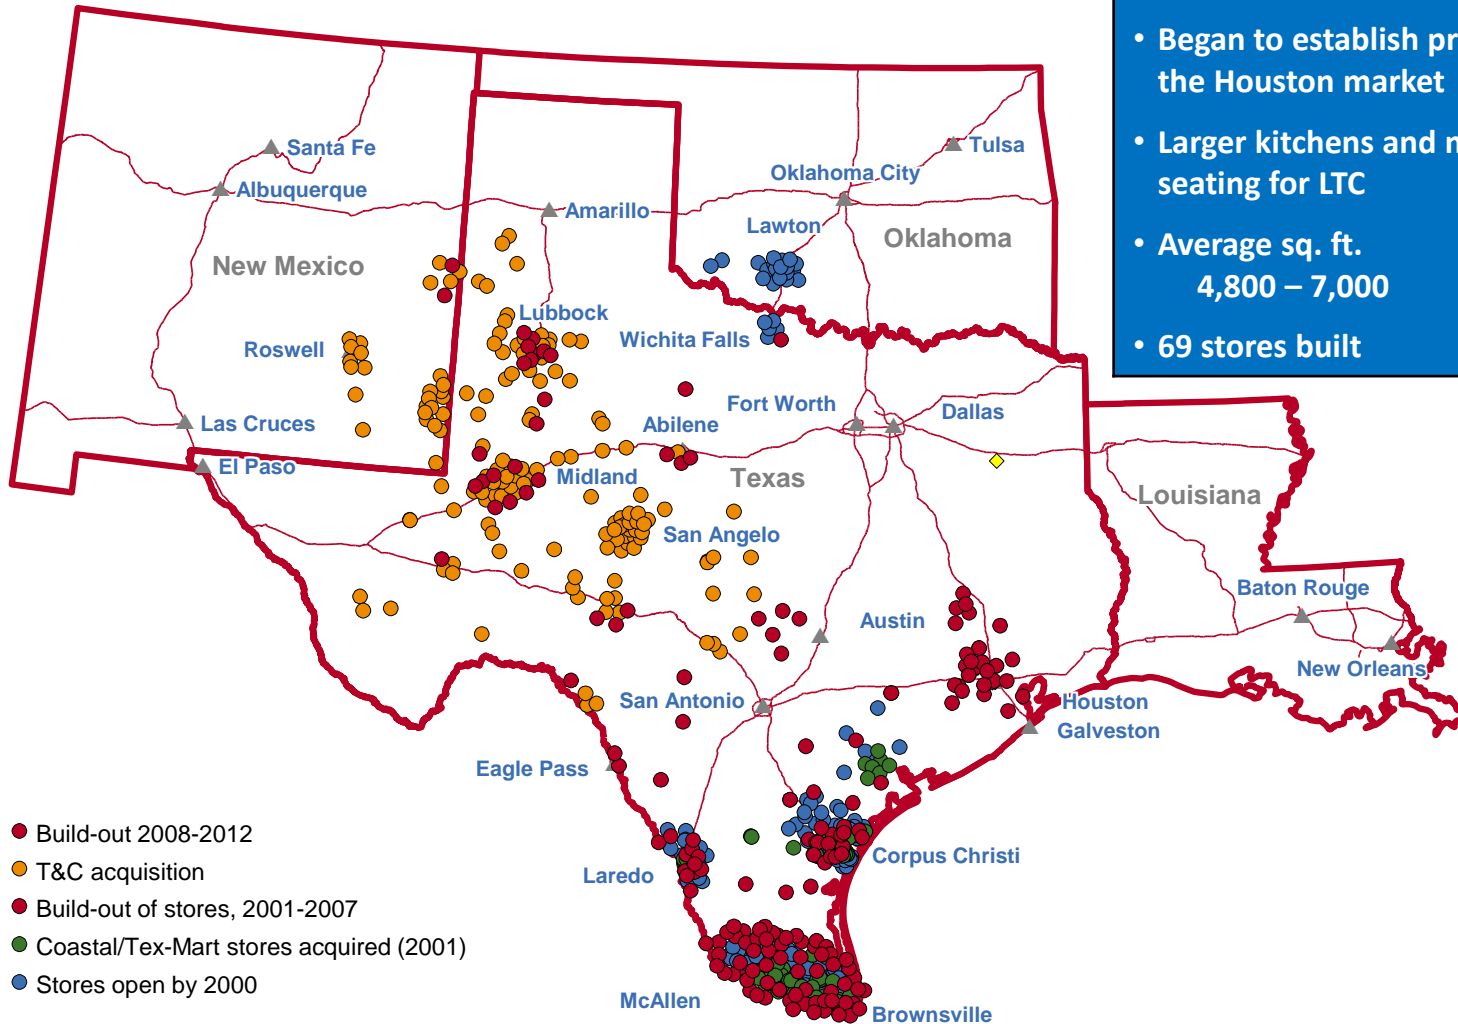 • Began to establish
the Houston market
• Larger kitchens and
seating for LTC
• Average sq. ft.
4,800 – 7,000
• 69 stores built
Santa Fe
Albuquerque
Amarillo
Tulsa
Oklahoma City
Lawton
Oklahoma
New Mexico
Lubbock
Roswell
Wichita Falls
Las Cruces
El Paso
Fort Worth
Dallas
Abilene
Midland
Texas
Louisiana
San Angelo
Baton Rouge
Austin
New Orleans
San Antonio
Houston
Galveston
Eagle Pass
Laredo
Corpus Christi
McAllen
Brownsville
Build-out 2008-2012
T&C acquisition
Build-out of stores, 2001-2007
Coastal/Tex-Mart stores acquired (2001)
Stores open by 2000